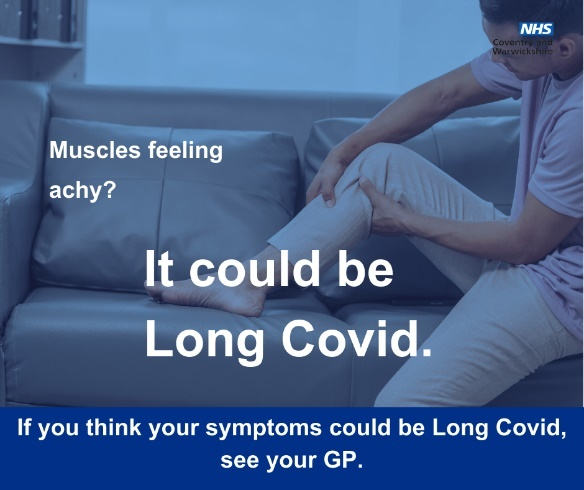 NHS
Coventry and
Warwickshire
Muscles feeling
achy?
It could be
Long Covid.
If you think your symptoms could be Long Covid,
see your GP.